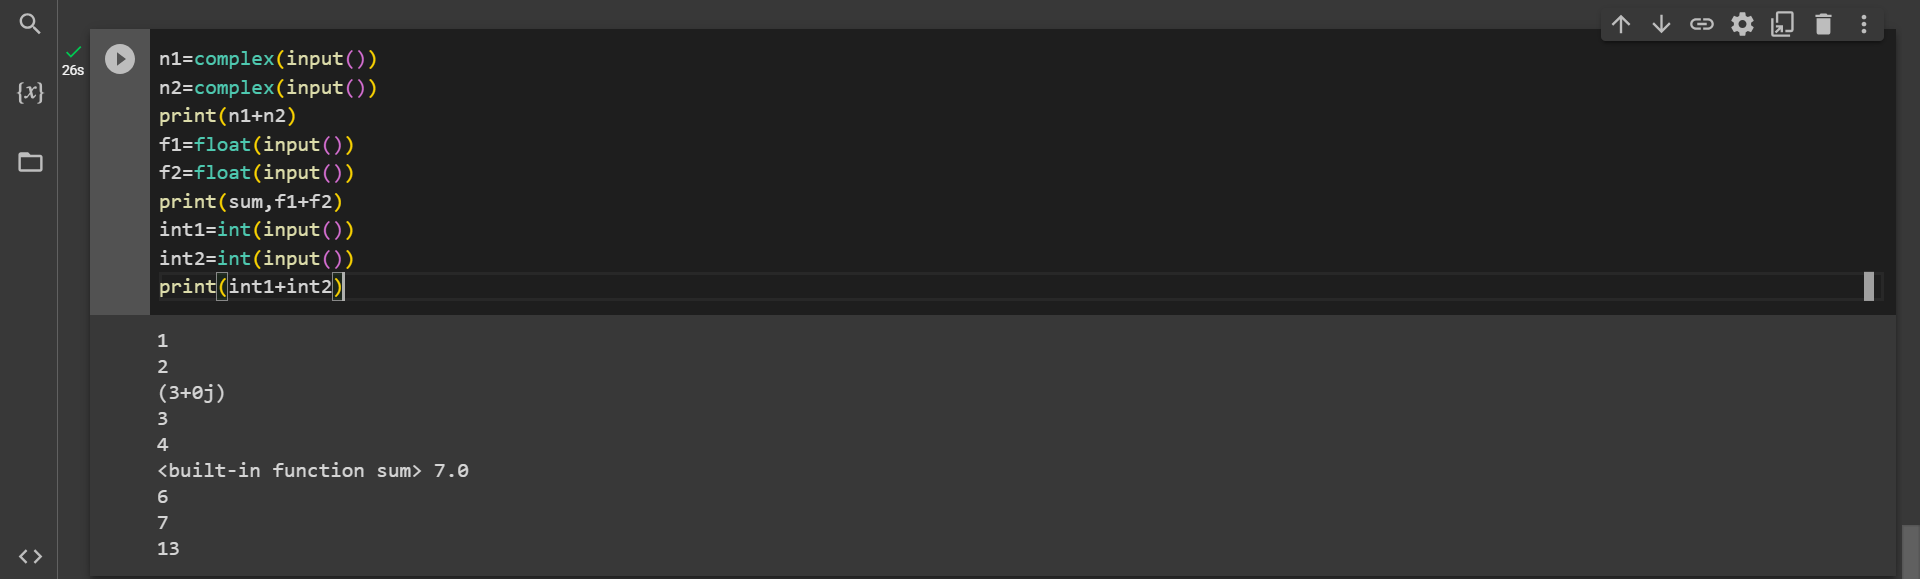 26s
{x}
n1=complex(input())
n2=complex(input())
print(n1+n2)
f1=float(input())
f2=float(input())
print(sum,f1+f2)
int1=int(input())
int2=int(input())
print(int1+int2)
1
2
(3+0j)
3
4
<built-in function sum> 7.0
6
7
13